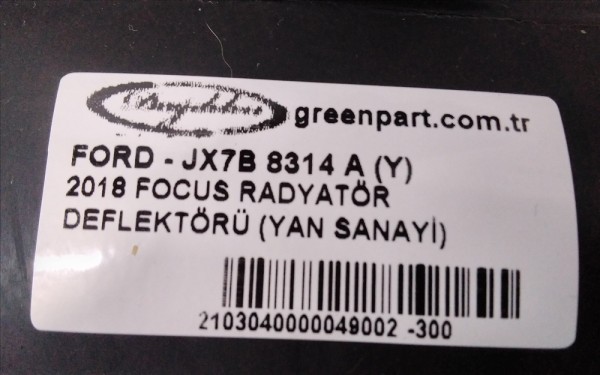 greenpart.com.tr
FORD - JX7B 8314 A (Y)
2018 FOCUS RADYATÖR
DEFLEKTÖRÜ (YAN SANAYİ)
2103040000049002 -300